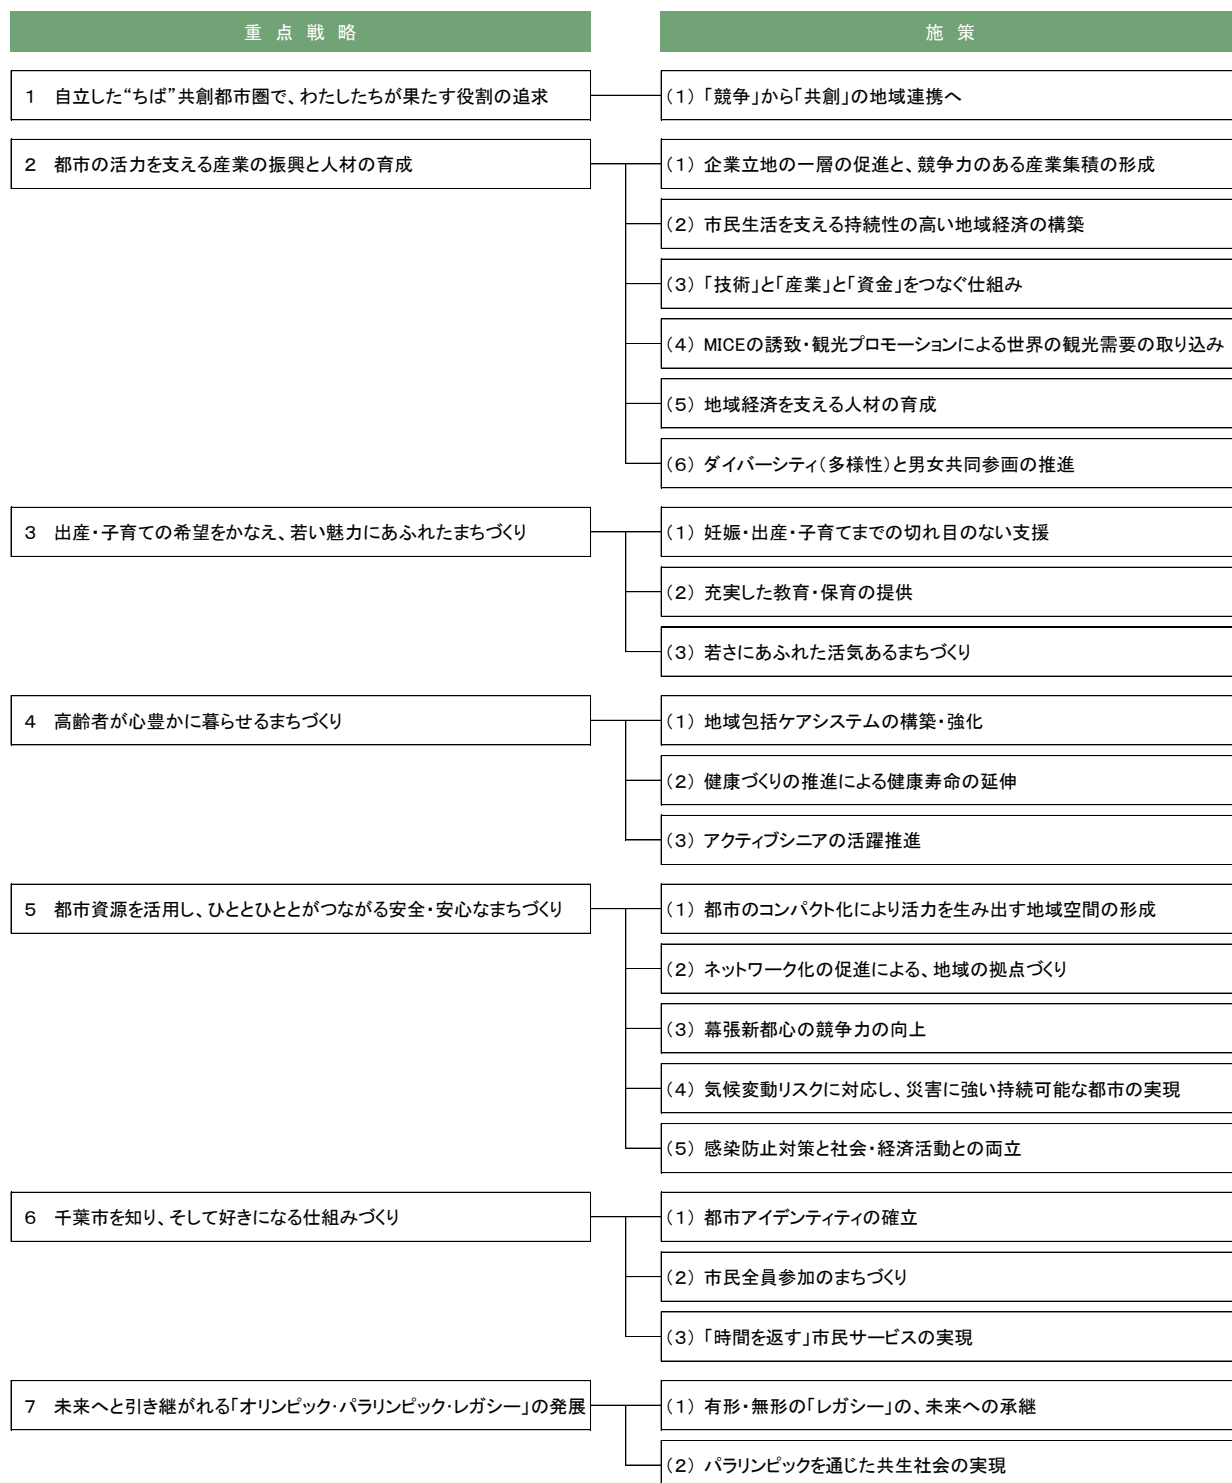 重点戦略
施策
1 自立した“ちば”共創都市圏で、わたしたちが果たす役割の追求
(1)「競争」から「共創」の地域連携へ
2 都市の活力を支える産業の振興と人材の育成
(1) 企業立地の一層の促進と、競争力のある産業集積の形成
(2) 市民生活を支える持続性の高い地域経済の構築
(3)「技術」と「産業」と「資金」をつなぐ仕組み
(4) MICEの誘致・観光プロモーションによる世界の観光需要の取り込み
(5) 地域経済を支える人材の育成
(6) ダイバーシティ(多様性)と男女共同参画の推進
3 出産・子育ての希望をかなえ、若い魅力にあふれたまちづくり
(1) 妊娠・出産・子育てまでの切れ目のない支援
(2) 充実した教育・保育の提供
(3) 若さにあふれた活気あるまちづくり
4 高齢者が心豊かに暮らせるまちづくり
(1) 地域包括ケアシステムの構築・強化
(2) 健康づくりの推進による健康寿命の延伸
(3) アクティブシニアの活躍推進
5 都市資源を活用し、ひととひととがつながる安全・安心なまちづくり
(1) 都市のコンパクト化により活力を生み出す地域空間の形成
(2) ネットワーク化の促進による、地域の拠点づくり
(3) 幕張新都心の競争力の向上
(4) 気候変動リスクに対応し、災害に強い持続可能な都市の実現
(5) 感染防止対策と社会・経済活動との両立
6 千葉市を知り、そして好きになる仕組みづくり
(1) 都市アイデンティティの確立
(2) 市民全員参加のまちづくり
(3)「時間を返す」市民サービスの実現
7 未来へと引き継がれる「オリンピック・パラリンピック・レガシー」の発展
(1) 有形・無形の「レガシー」の、未来への承継
(2) パラリンピックを通じた共生社会の実現